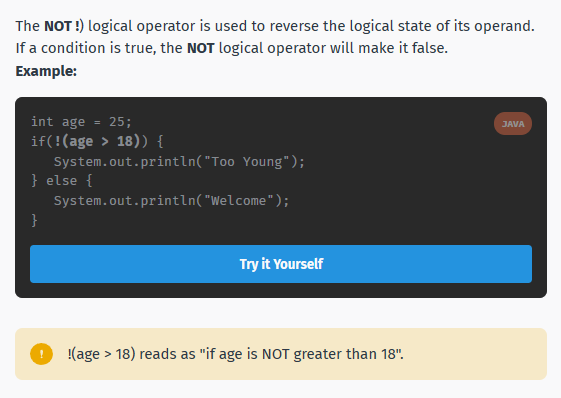 The NOT !) logical operator is used to reverse the logical state of its operand.
If a condition is true, the NOT logical operator will make it false.
Example:
JAVA
int age = 25;
if(!(age > 18)) {
   System.out.println("Too Young");
} else {
   System.out.println("Welcome");
}
Try it Yourself
! !(age > 18) reads as "if age is NOT greater than 18".